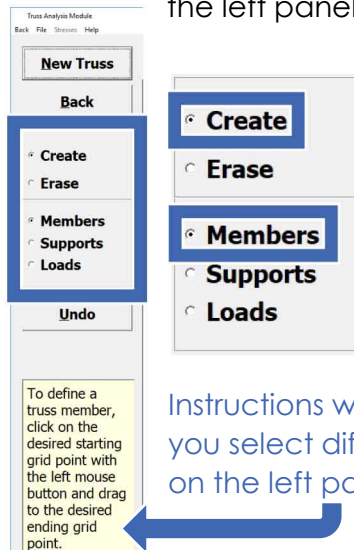 the left panel
Truss Analysis Module
Back File Stresses Help
New Truss
Back
Create
Erase
Members
Supports
Loads
Undo
To define a
truss member,
click on the
desired starting
grid point with
the left mouse
button and drag
to the desired
ending grid
point.
Create
Erase
Members
Supports
Loads
Instructions
you select
on the left